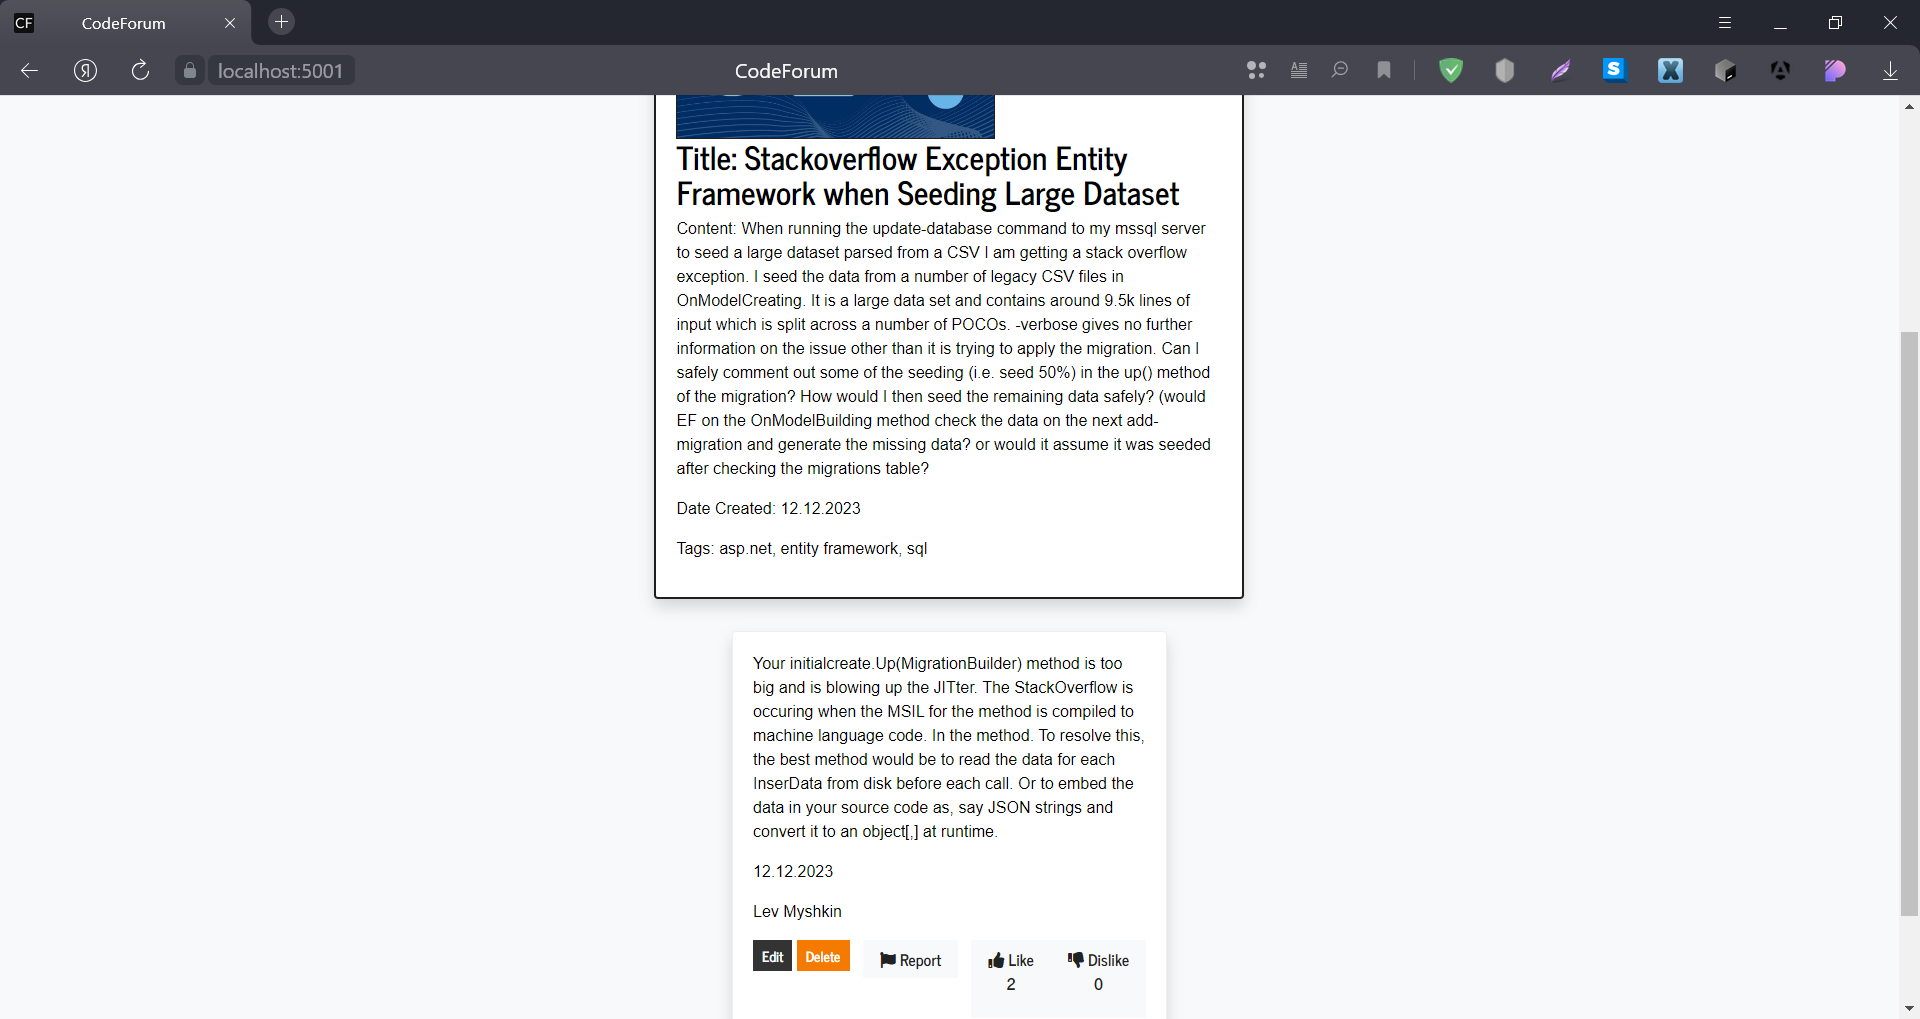 CF
CodeForum
localhost:5001
CodeForum
Title: Stackoverflow Exception Entity
Framework when Seeding Large Dataset
Content: When running the update-database command to my mssql server
to seed a large dataset parsed from a CSV I am getting a stack overflow
exception. I seed the data from a number of legacy CSV files in
OnModelCreating. It is a large data set and contains around 9.5k lines of
input which is split across a number of POCOs. -verbose gives no further
information on the issue other than it is trying to apply the migration. Can I
safely comment out some of the seeding (i.e. seed 50%) in the up() method
of the migration? How would I then seed the remaining data safely? (would
EF on the OnModelBuilding method check the data on the next add-
migration and generate the missing data? or would it assume it was seeded
after checking the migrations table?
Date Created: 12.12.2023
Tags: asp.net, entity framework, sql
Your initialcreate.Up(MigrationBuilder) method is too
big and is blowing up the JITter. The StackOverflow is
occuring when the MSIL for the method is compiled to
machine language code. In the method. To resolve this,
the best method would be to read the data for each
InserData from disk before each call. Or to embed the
data in your source code as, say JSON strings and
convert it to an object[,] at runtime.
12.12.2023
Lev Myshkin
Edit Delete Report Like Dislike
2 0